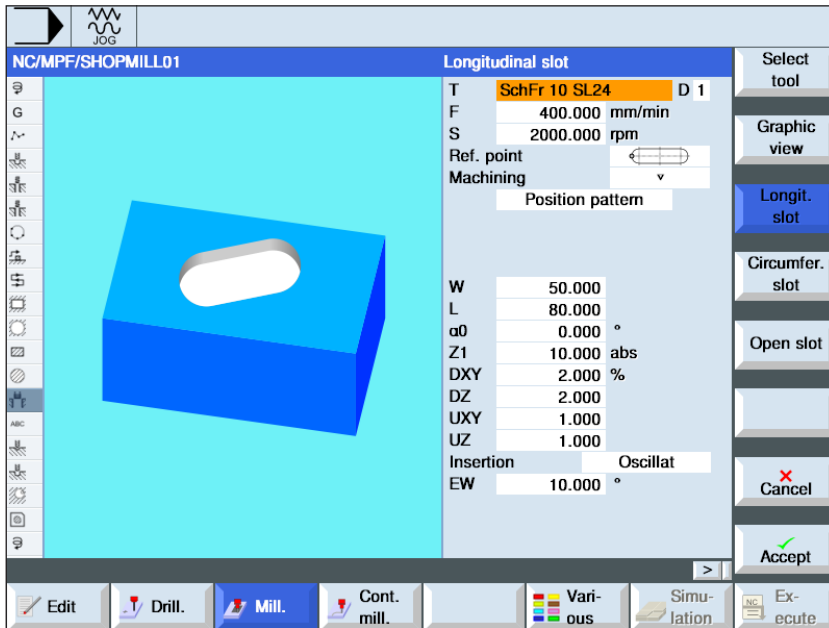 JOG
NC/MPF/SHOPMILL01
Longitudinal slot
T SchFr 10 SL24 D 1
F 400.000 mm/min
S 2000.000 rpm
Ref. point
Machining v
Position pattern
W 50.000
L 80.000
α0 0.000 °
Z1 10.000 abs
DXY 2.000 %
DZ 2.000
UXY 1.000
UZ 1.000
Insertion Oscillat
EW 10.000 °
G
ABC
Select
tool
Graphic
view
Longit.
slot
Circumfer.
slot
Open slot
Cancel
Accept
>
Edit
Drill.
Mill.
Cont.
mill.
Vari-
ous
Simu-
lation
NC
Ex-
ecute